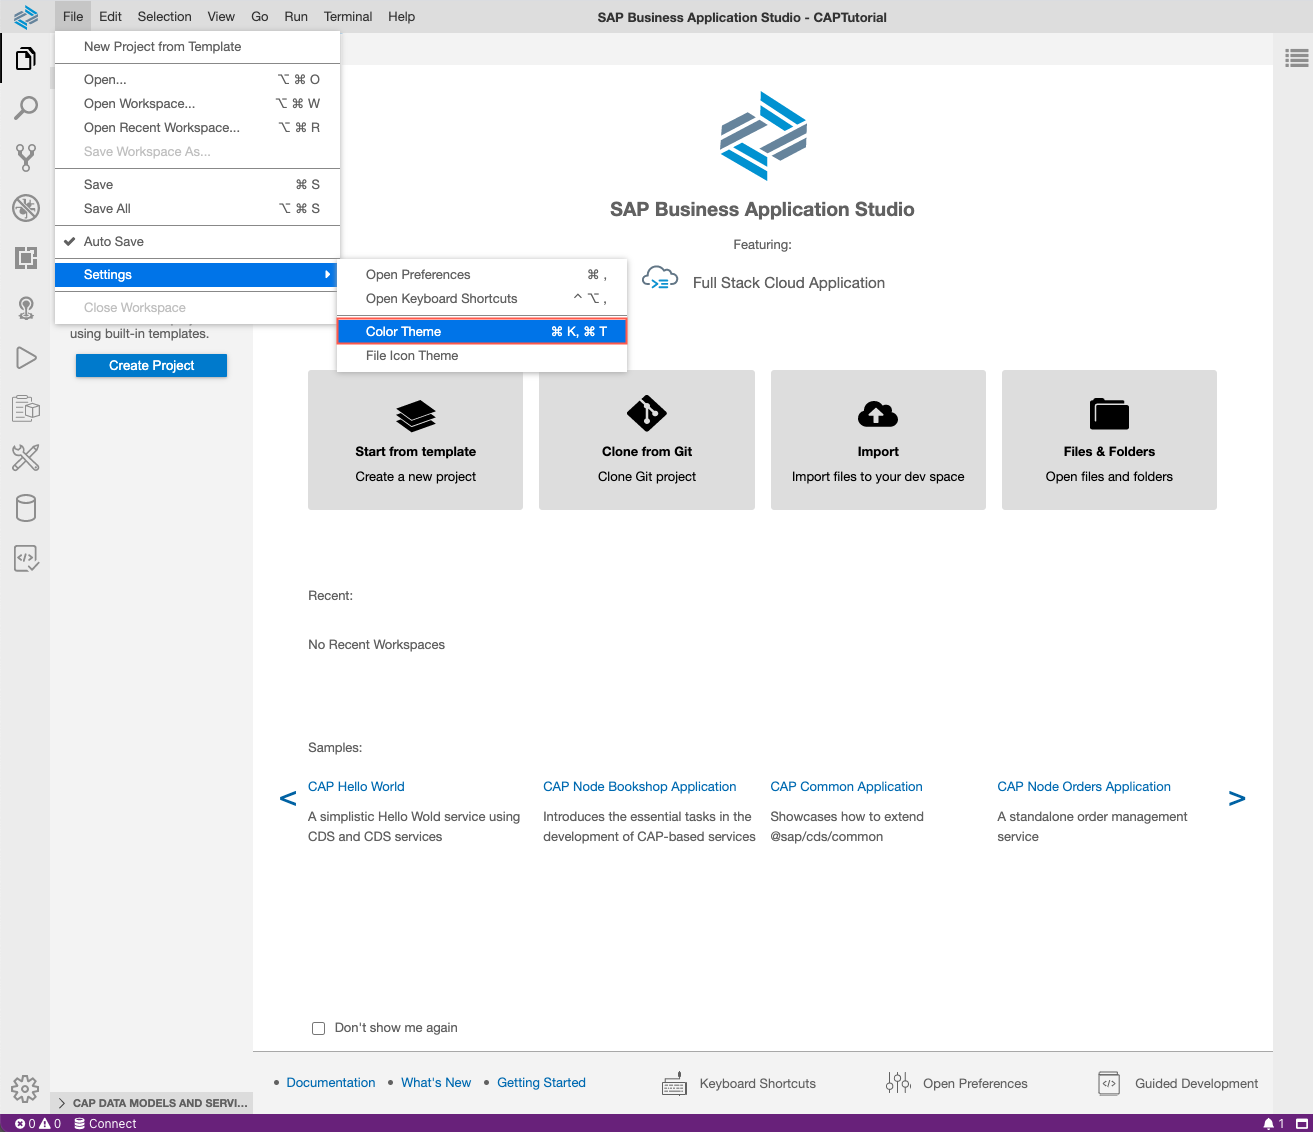 File Edit Selection View Go Run Terminal Help
SAP Business Application Studio - CAPTutorial
New Project from Template
Open... ⌥ ⌘ O
Open Workspace... ⌥ ⌘ W
Open Recent Workspace... ⌥ ⌘ R
Save Workspace As...
Save ⌘ S
Save All ⌥ ⌘ S
✔ Auto Save
Settings
Close Workspace
Open Preferences ⌘ ,
Open Keyboard Shortcuts ^ ⌥ ,
Color Theme ⌘ K, ⌘ T
File Icon Theme
using built-in templates.
Create Project
SAP Business Application Studio
Featuring:
Full Stack Cloud Application
Start from template
Create a new project
Clone from Git
Clone Git project
Import
Import files to your dev space
Files & Folders
Open files and folders
Recent:
No Recent Workspaces
Samples:
<
CAP Hello World
A simplistic Hello Wold service using
CDS and CDS services
CAP Node Bookshop Application
Introduces the essential tasks in the
development of CAP-based services
CAP Common Application
Showcases how to extend
@sap/cds/common
CAP Node Orders Application
A standalone order management
service
>
Don't show me again
• Documentation • What's New • Getting Started
Keyboard Shortcuts
Open Preferences
Guided Development
CAP DATA MODELS AND SERVI...
0 0 Connect
1